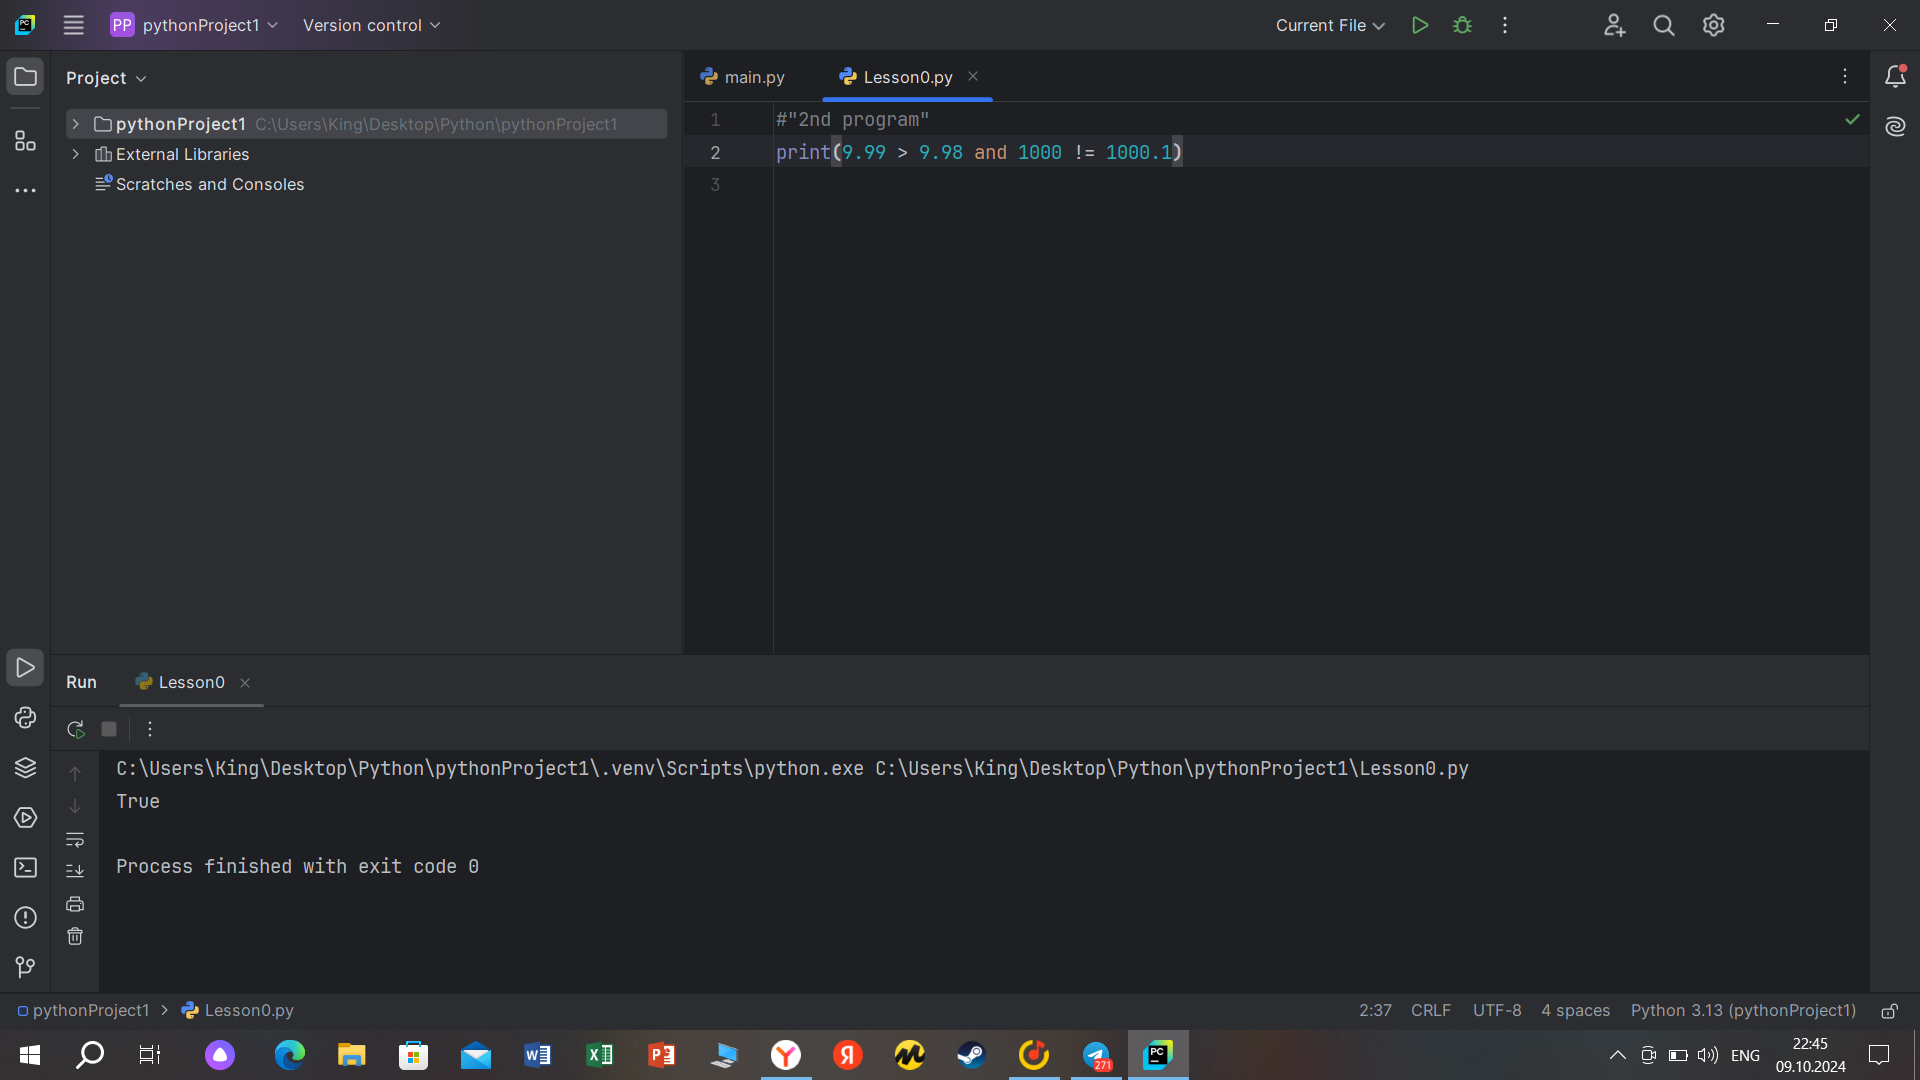 PP pythonProject1 Version control Current File
Project
pythonProject1 C:\Users\King\Desktop\Python\pythonProject1
External Libraries
Scratches and Consoles
main.py Lesson0.py
1 #"2nd program"
2 print(9.99 > 9.98 and 1000 != 1000.1)
3
Run Lesson0
C:\Users\King\Desktop\Python\pythonProject1\.venv\Scripts\python.exe C:\Users\King\Desktop\Python\pythonProject1\Lesson0.py
True
Process finished with exit code 0
pythonProject1 Lesson0.py 2:37 CRLF UTF-8 4 spaces Python 3.13 (pythonProject1)
271
ENG
22:45
09.10.2024